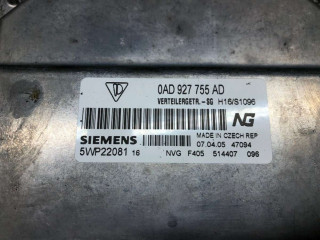 0AD 927 755 AD
VERTEILERGETR. - SG H16/S1096
NG
SIEMENS MADE IN CZECH REP
07.04.05 47094
5WP22081 16 NVG F405 514407 096